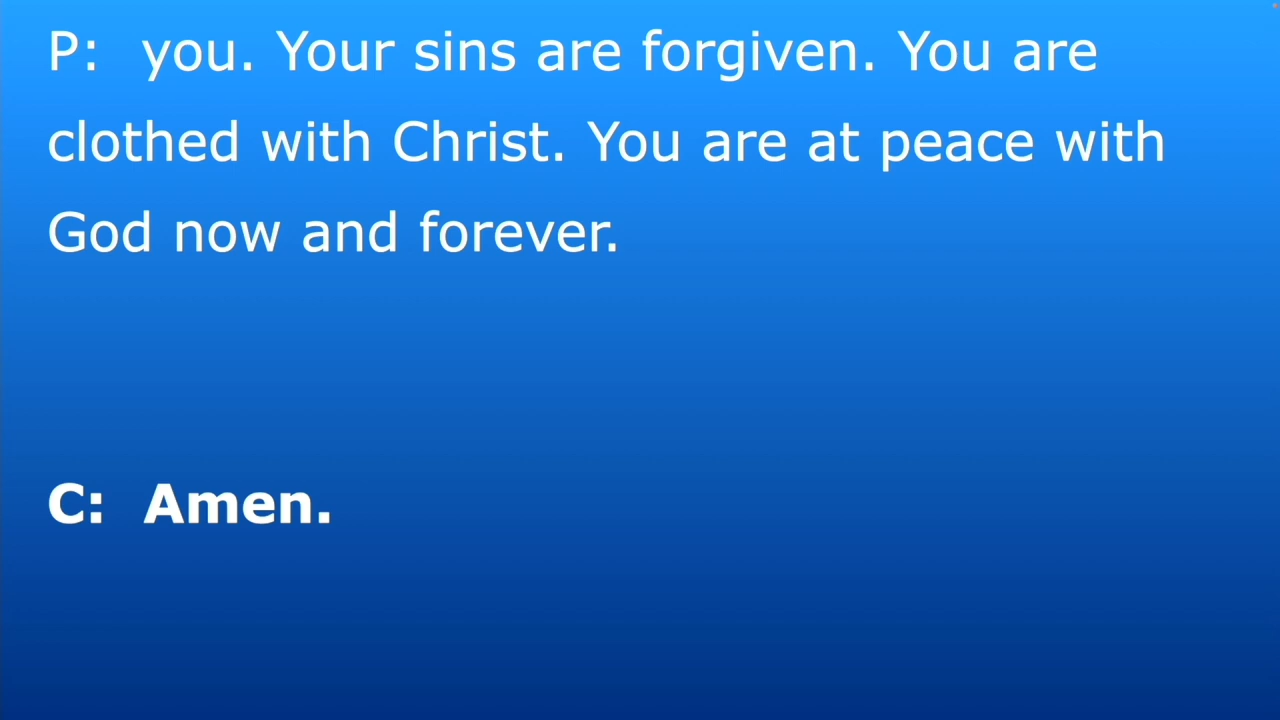 P: you. Your sins are forgiven. You are
clothed with Christ. You are at peace with
God now and forever.
C: Amen.